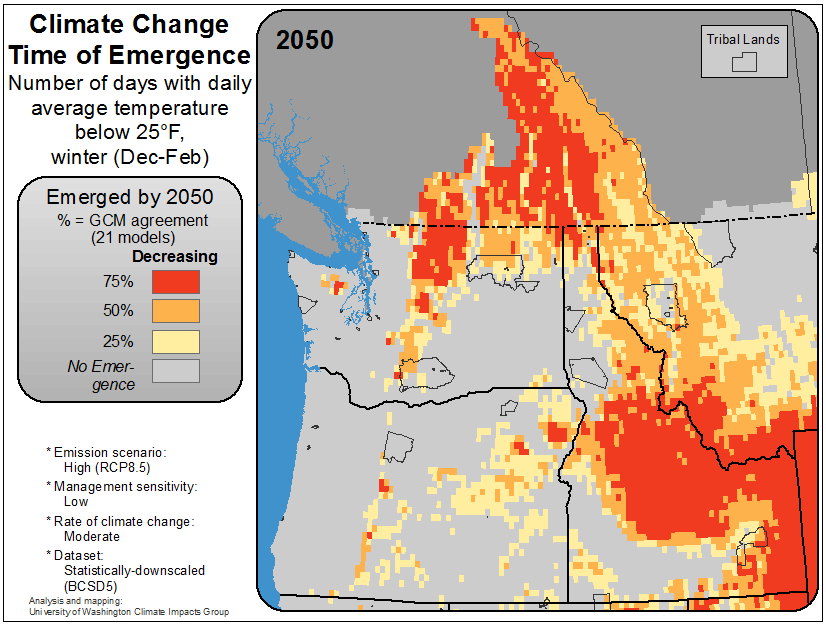 Climate Change
Time of Emergence
Number of days with daily
average temperature
below 25°F,
winter (Dec-Feb)
Emerged by 2050
% = GCM agreement
(21 models)
Decreasing
75%
50%
25%
No Emer-
gence
* Emission scenario:
High (RCP8.5)
* Management sensitivity:
Low
* Rate of climate change:
Moderate
* Dataset:
Statistically-downscaled
(BCSD5)
Analysis and mapping:
University of Washington Climate Impacts Group
2050
Tribal Lands